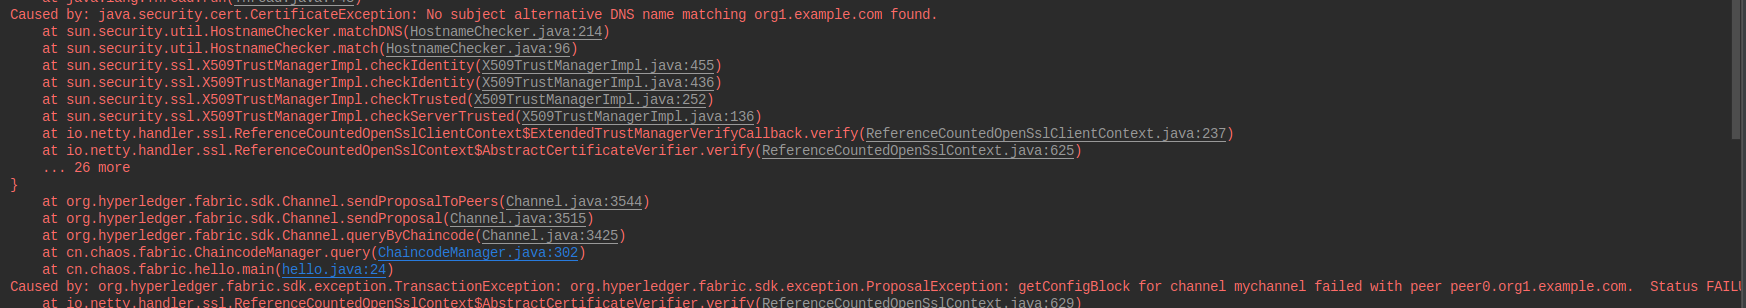 Caused by: java.security.cert.CertificateException: No subject alternative DNS name matching org1.example.com found.
at sun.security.util.HostnameChecker.matchDNS(HostnameChecker.java:214)
at sun.security.util.HostnameChecker.match(HostnameChecker.java:96)
at sun.security.ssl.X509TrustManagerImpl.checkIdentity(X509TrustManagerImpl.java:455)
at sun.security.ssl.X509TrustManagerImpl.checkIdentity(X509TrustManagerImpl.java:436)
at sun.security.ssl.X509TrustManagerImpl.checkTrusted(X509TrustManagerImpl.java:252)
at sun.security.ssl.X509TrustManagerImpl.checkServerTrusted(X509TrustManagerImpl.java:136)
at io.netty.handler.ssl.ReferenceCountedOpenSslClientContext$ExtendedTrustManagerVerifyCallback.verify(ReferenceCountedOpenSslClientContext.java:237)
at io.netty.handler.ssl.ReferenceCountedOpenSslContext$AbstractCertificateVerifier.verify(ReferenceCountedOpenSslContext.java:625)
... 26 more
}
at org.hyperledger.fabric.sdk.Channel.sendProposalToPeers(Channel.java:3544)
at org.hyperledger.fabric.sdk.Channel.sendProposal(Channel.java:3515)
at org.hyperledger.fabric.sdk.Channel.queryByChaincode(Channel.java:3425)
at cn.chaos.fabric.ChaincodeManager.query(ChaincodeManager.java:302)
at cn.chaos.fabric.hello.main(hello.java:24)
Caused by: org.hyperledger.fabric.sdk.exception.TransactionException: org.hyperledger.fabric.sdk.exception.ProposalException: getConfigBlock for channel mychannel failed with peer peer0.org1.example.com.  Status FAIL
at io.netty.handler.ssl.ReferenceCountedOpenSslContext$AbstractCertificateVerifier.verify(ReferenceCountedOpenSslContext.java:629)